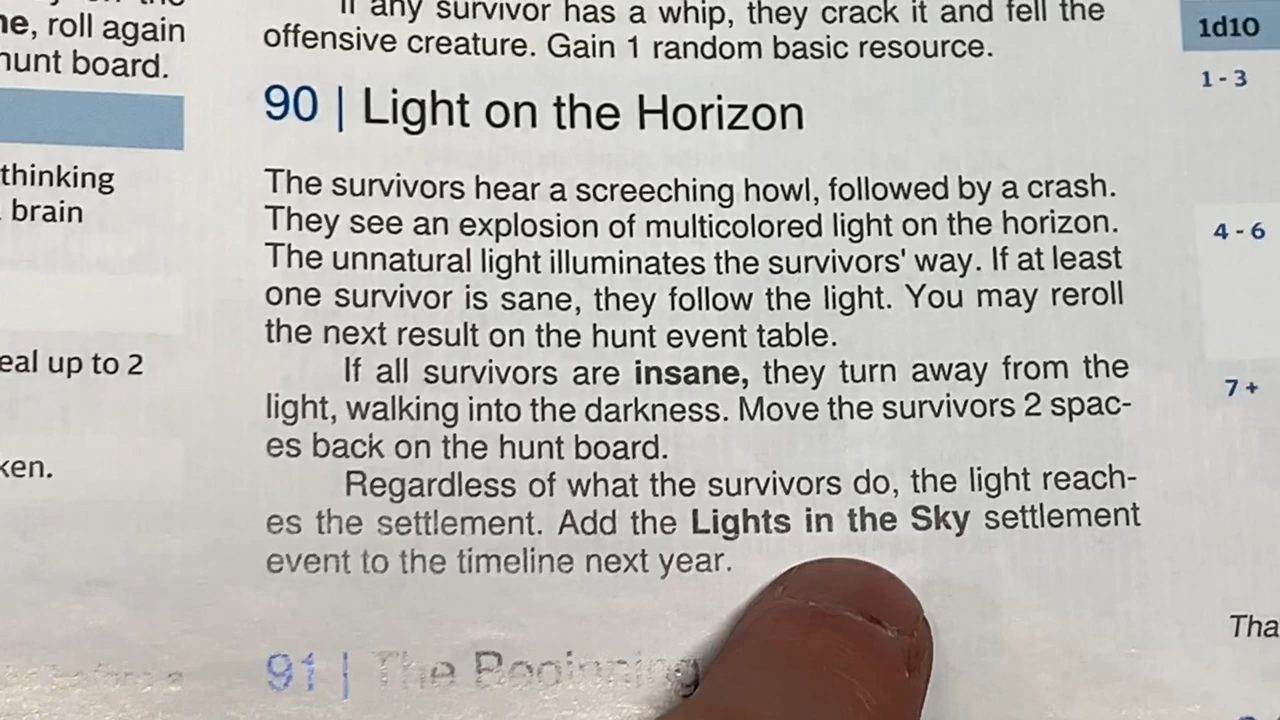 ne, roll again
hunt board.
thinking
brain
eal up to 2
ken.
If any survivor has a whip, they crack it and fell the
offensive creature. Gain 1 random basic resource.
90 | Light on the Horizon
The survivors hear a screeching howl, followed by a crash.
They see an explosion of multicolored light on the horizon.
The unnatural light illuminates the survivors' way. If at least
one survivor is sane, they follow the light. You may reroll
the next result on the hunt event table.
If all survivors are insane, they turn away from the
light, walking into the darkness. Move the survivors 2 spac-
es back on the hunt board.
Regardless of what the survivors do, the light reach-
es the settlement. Add the Lights in the Sky settlement
event to the timeline next year.
91 | The Beginning
1d10
1 - 3
4 - 6
7 +
Tha